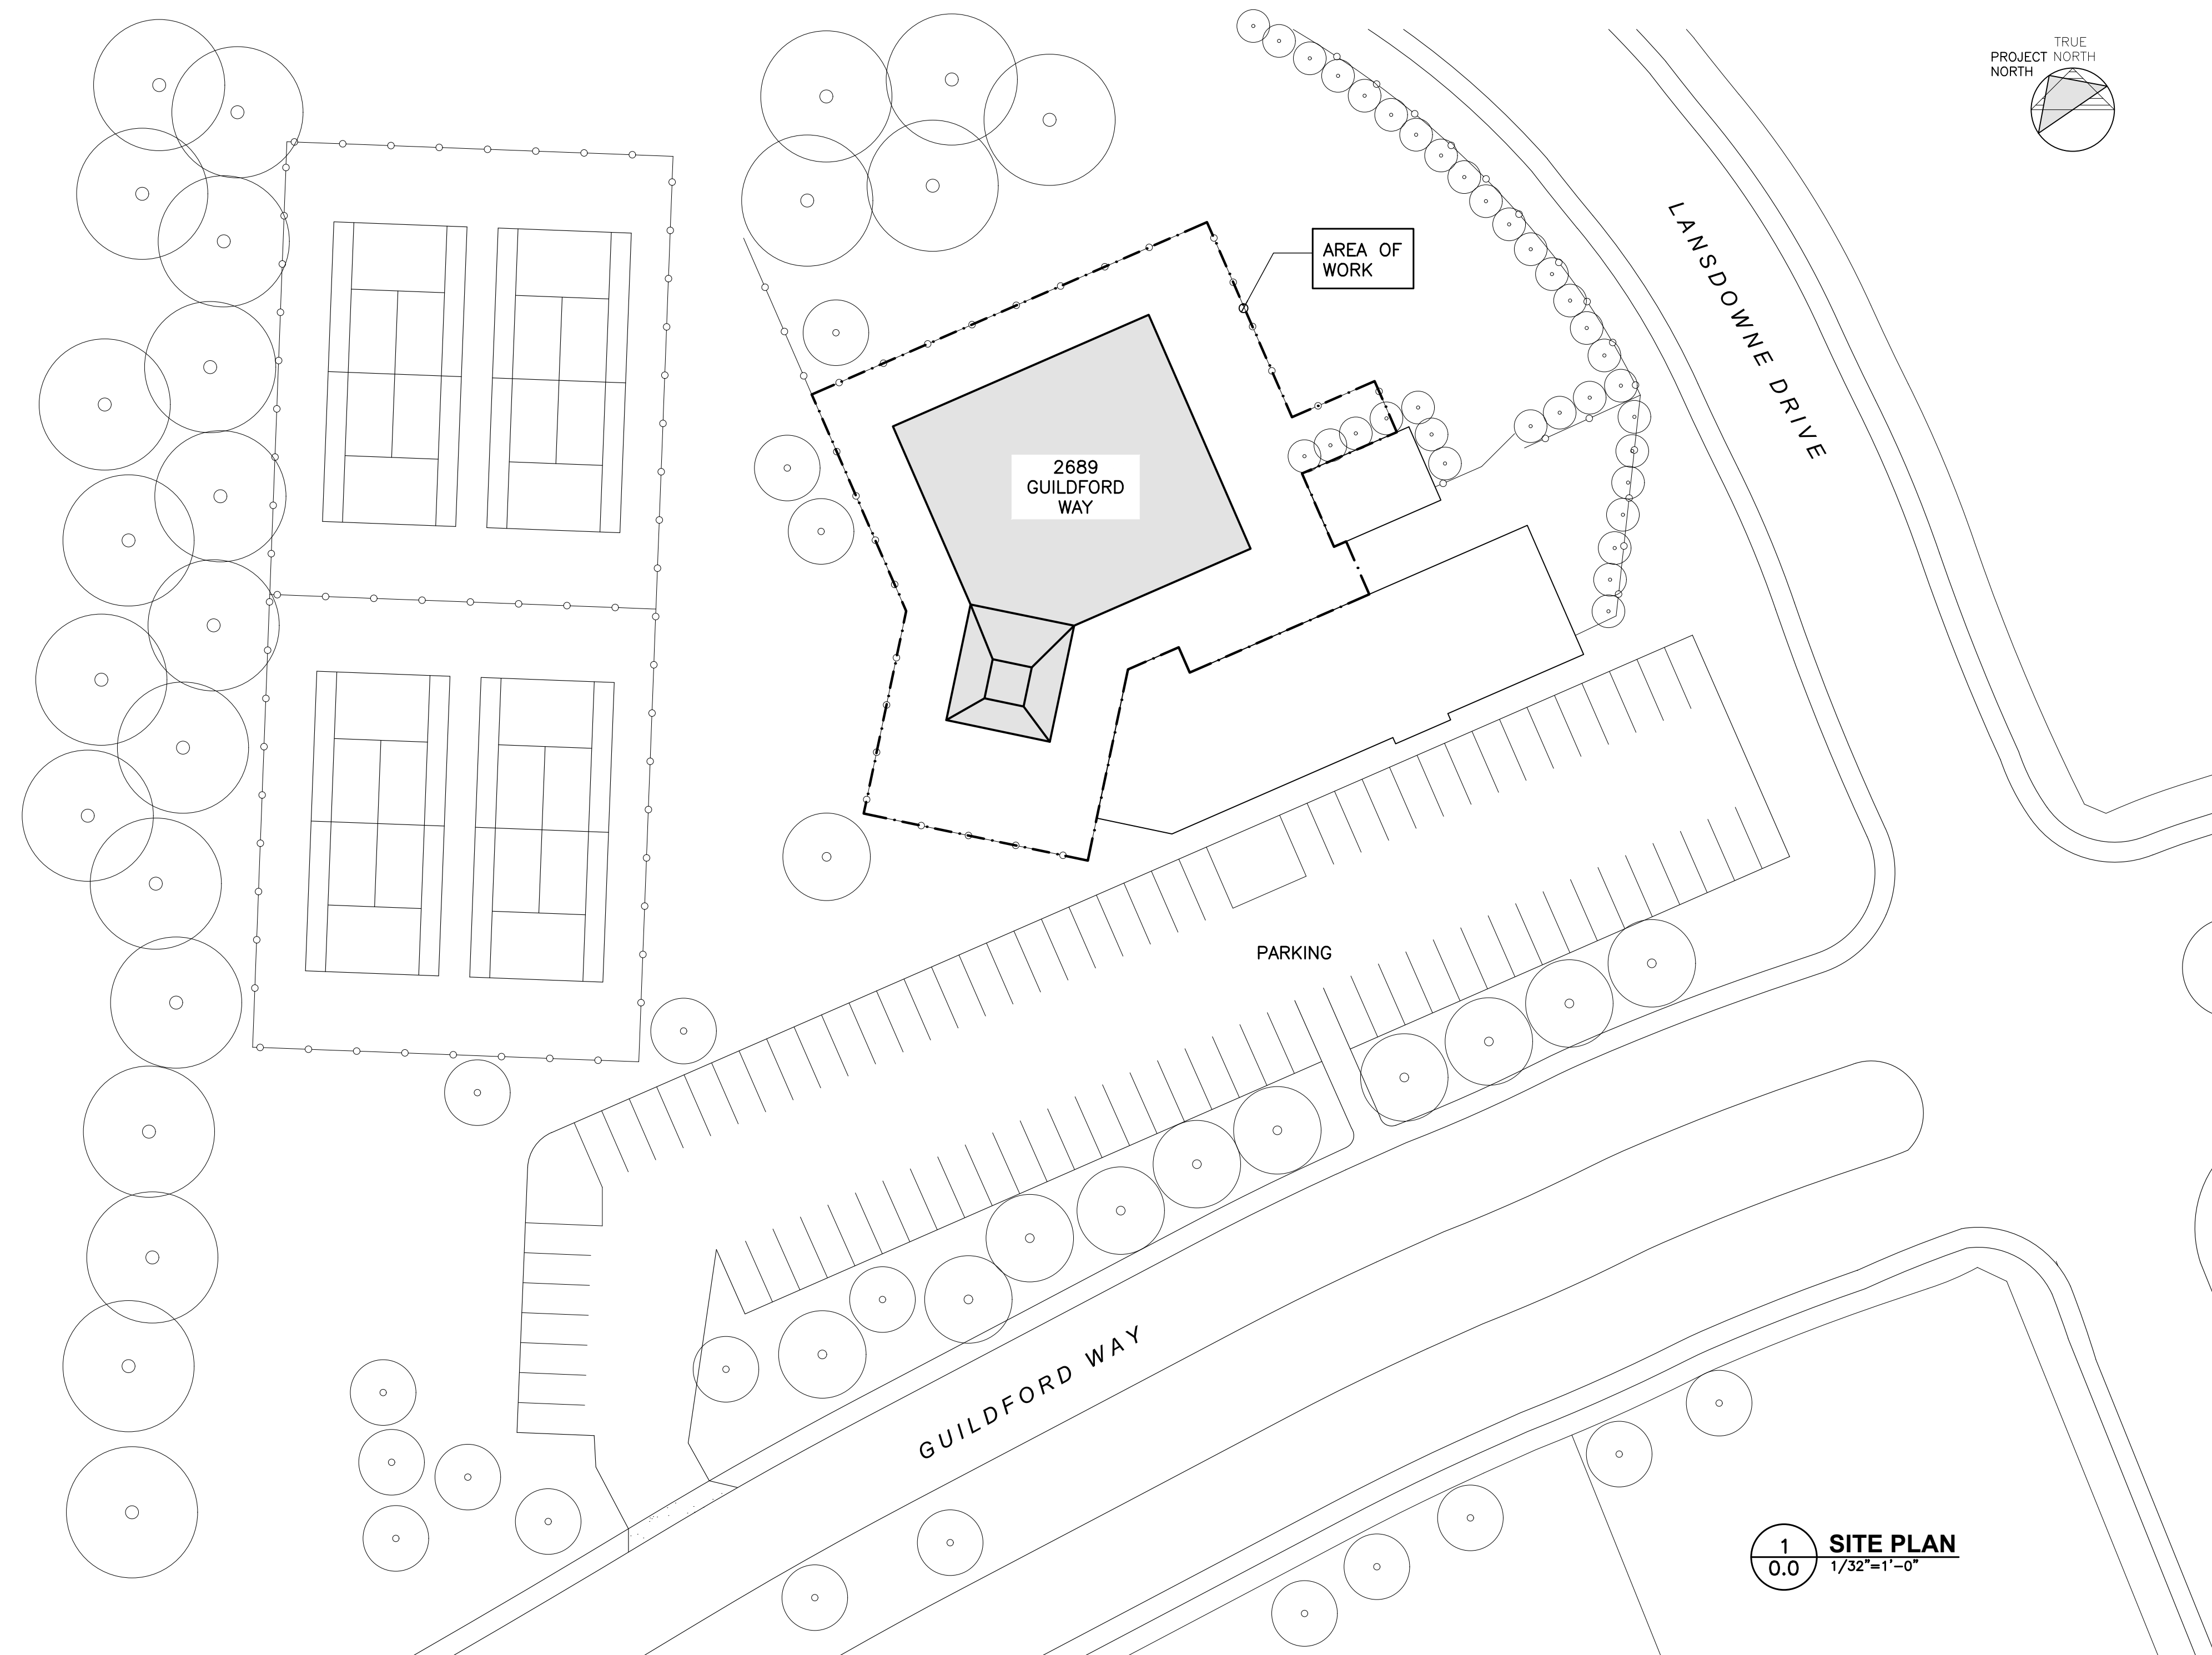 TRUE
PROJECT NORTH
NORTH
LANSDOWNE DRIVE
AREA OF
WORK
2689
GUILDFORD
WAY
PARKING
GUILDFORD WAY
1
0.0
SITE PLAN
1/32"=1'-0"